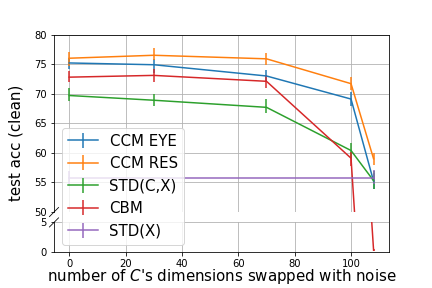 80
75
70
65
60
55
50
5
0
test acc (clean)
CCM EYE
CCM RES
STD(C,X)
CBM
STD(X)
0 20 40 60 80 100
number of C's dimensions swapped with noise